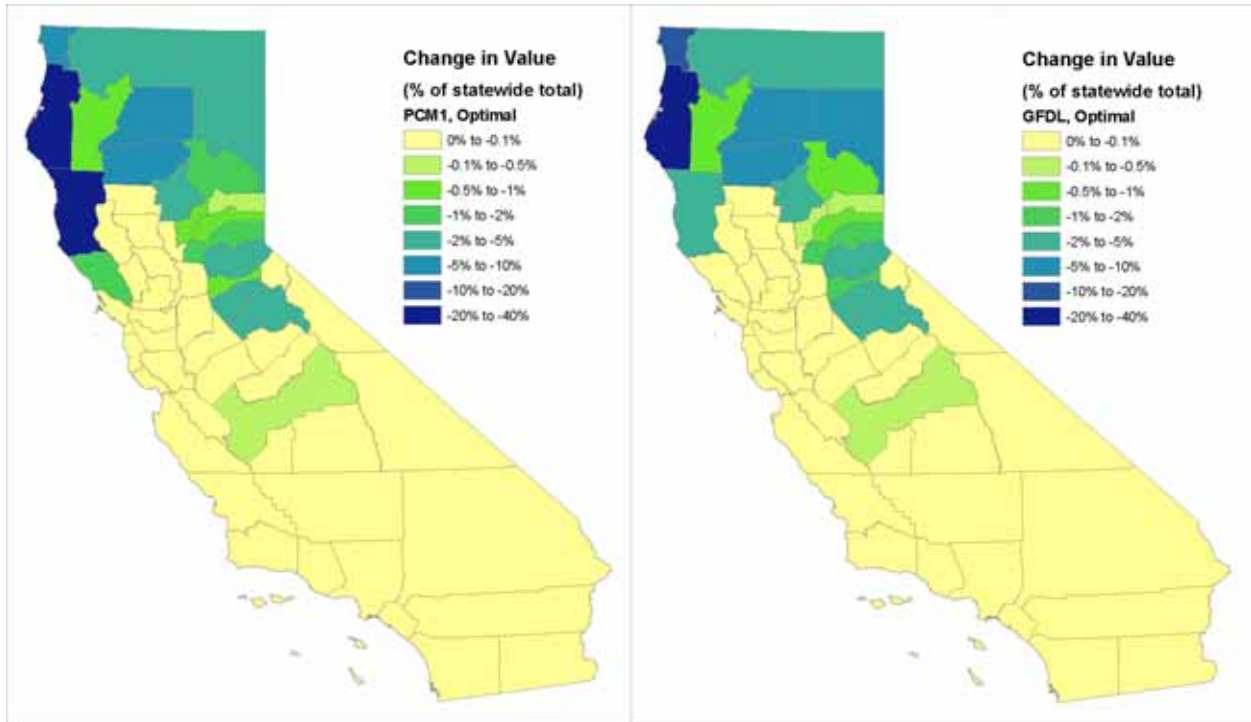 Change in Value
(% of statewide total)
PCM1, Optimal
0% to -0.1%
-0.1% to -0.5%
-0.5% to -1%
-1% to -2%
-2% to -5%
-5% to -10%
-10% to -20%
-20% to -40%
Change in Value
(% of statewide total)
GFDL, Optimal
0% to -0.1%
-0.1% to -0.5%
-0.5% to -1%
-1% to -2%
-2% to -5%
-5% to -10%
-10% to -20%
-20% to -40%